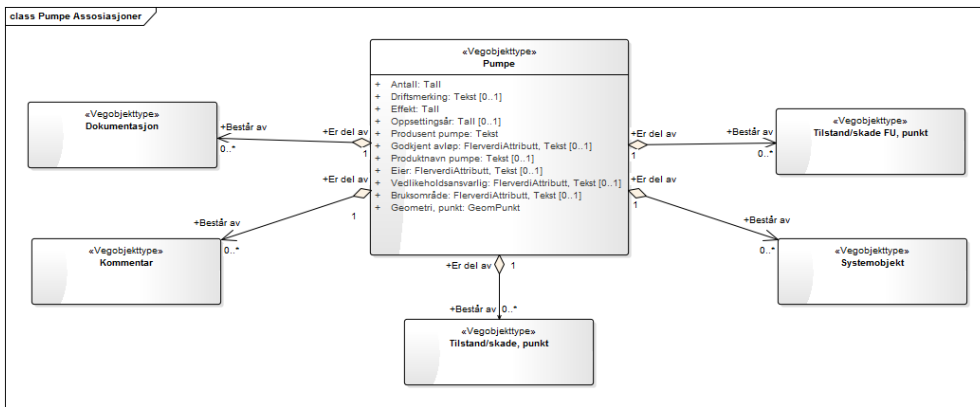 class Pumpe Assosiasjoner
«Vegobjekttype»
Pumpe
+ Antall: Tall
+ Driftsmerking: Tekst [0..1]
+ Effekt: Tall
+ Oppsettingsår: Tall [0..1]
+ Produsent pumpe: Tekst
+ Godkjent avløp: FlerverdiAttributt, Tekst [0..1]
+ Produktnavn pumpe: Tekst [0..1]
+ Eier: FlerverdiAttributt, Tekst [0..1]
+ Vedlikeholdsansvarlig: FlerverdiAttributt, Tekst [0..1]
+ Bruksområde: FlerverdiAttributt, Tekst [0..1]
+ Geometri, punkt: GeomPunkt
«Vegobjekttype»
Dokumentasjon
+Består av
0..*
+Er del av
1
«Vegobjekttype»
Tilstand/skade FU, punkt
+Er del av
1
+Består av
0..*
«Vegobjekttype»
Kommentar
+Består av
0..*
+Er del av
1
«Vegobjekttype»
Systemobjekt
+Er del av
1
+Består av
0..*
+Er del av
1
+Består av
0..*
«Vegobjekttype»
Tilstand/skade, punkt